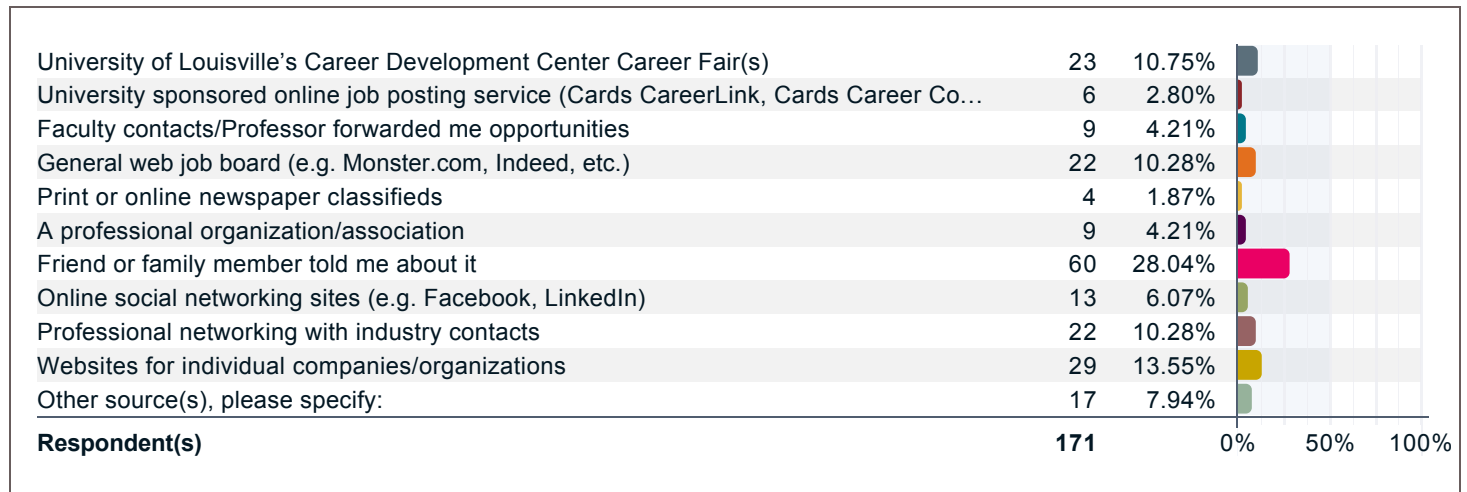 University of Louisville’s Career Development Center Career Fair(s) 23 10.75%
University sponsored online job posting service (Cards CareerLink, Cards Career Co… 6 2.80%
Faculty contacts/Professor forwarded me opportunities 9 4.21%
General web job board (e.g. Monster.com, Indeed, etc.) 22 10.28%
Print or online newspaper classifieds 4 1.87%
A professional organization/association 9 4.21%
Friend or family member told me about it 60 28.04%
Online social networking sites (e.g. Facebook, LinkedIn) 13 6.07%
Professional networking with industry contacts 22 10.28%
Websites for individual companies/organizations 29 13.55%
Other source(s), please specify: 17 7.94%
Respondent(s) 171 0% 50% 100%